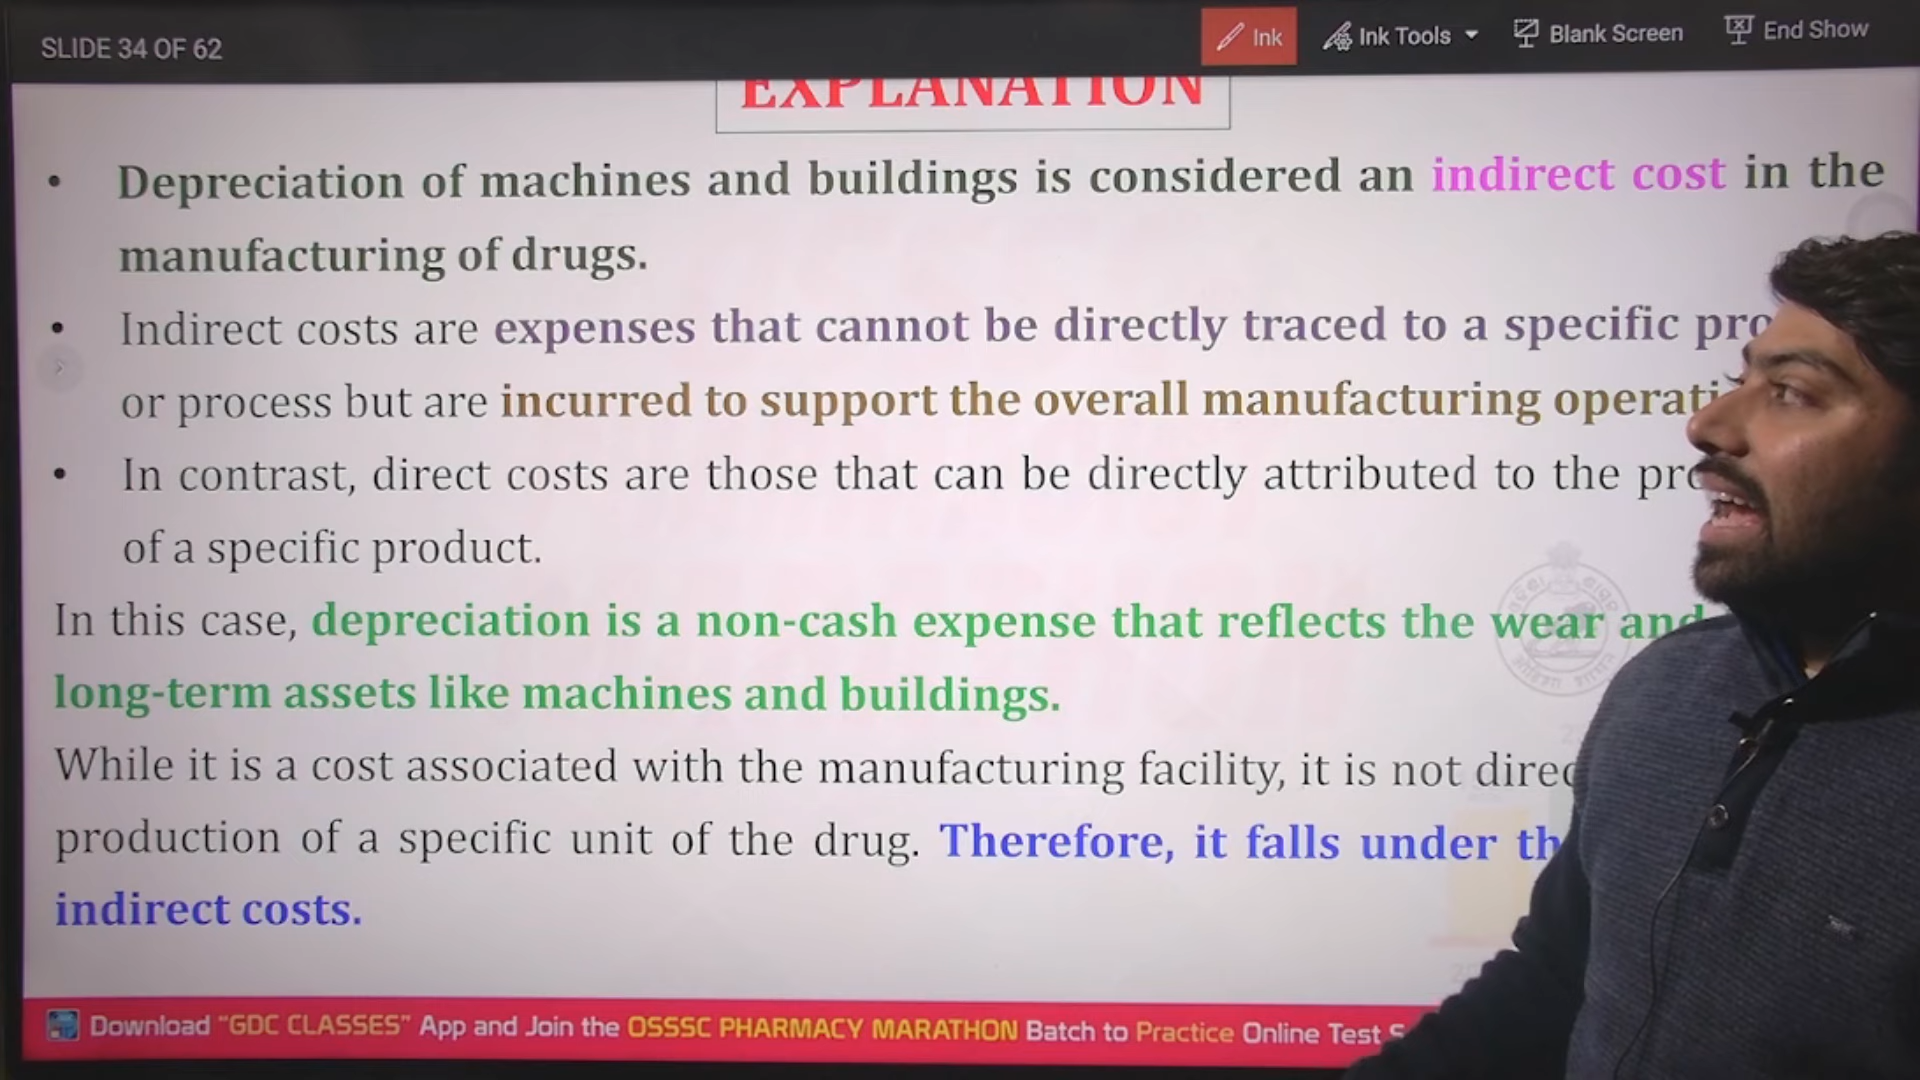 SLIDE 34 OF 62
Ink
Ink Tools
Blank Screen
End Show
EXPLANATION
• Depreciation of machines and buildings is considered an indirect cost in the
manufacturing of drugs.
• Indirect costs are expenses that cannot be directly traced to a specific
or process but are incurred to support the overall manufacturing
• In contrast, direct costs are those that can be directly attributed to the
of a specific product.
In this case, depreciation is a non-cash expense that reflects the wear and
long-term assets like machines and buildings.
While it is a cost associated with the manufacturing facility, it is not
production of a specific unit of the drug. Therefore, it falls under
indirect costs.
Download "GDC CLASSES" App and Join the OSSSC PHARMACY MARATHON Batch to Practice Online Test